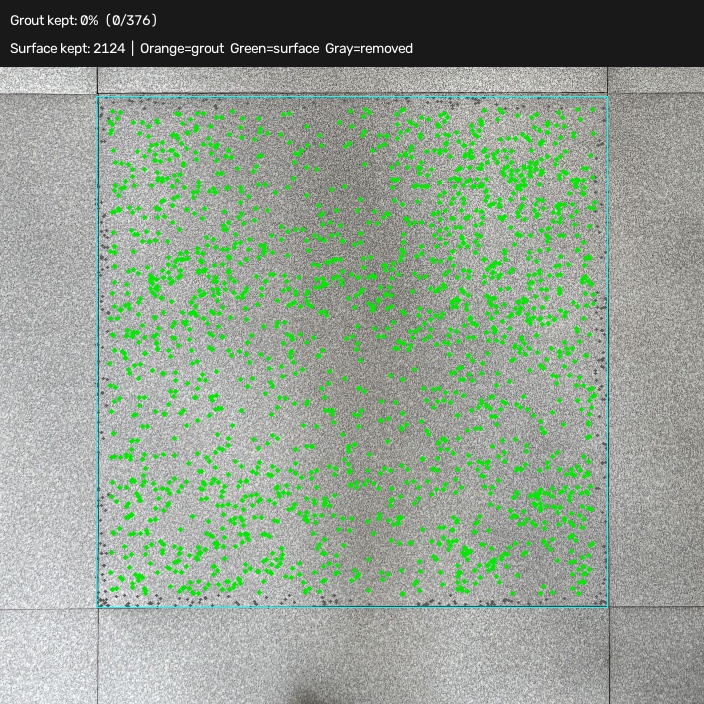 Grout kept: 0% (0/376)
Surface kept: 2124 | Orange=grout Green=surface Gray=removed